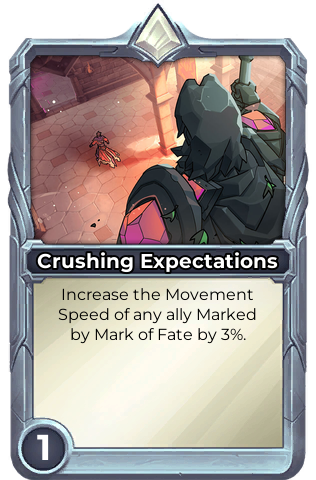 Crushing Expectations
Increase the Movement
Speed of any ally Marked
by Mark of Fate by 3%.
1